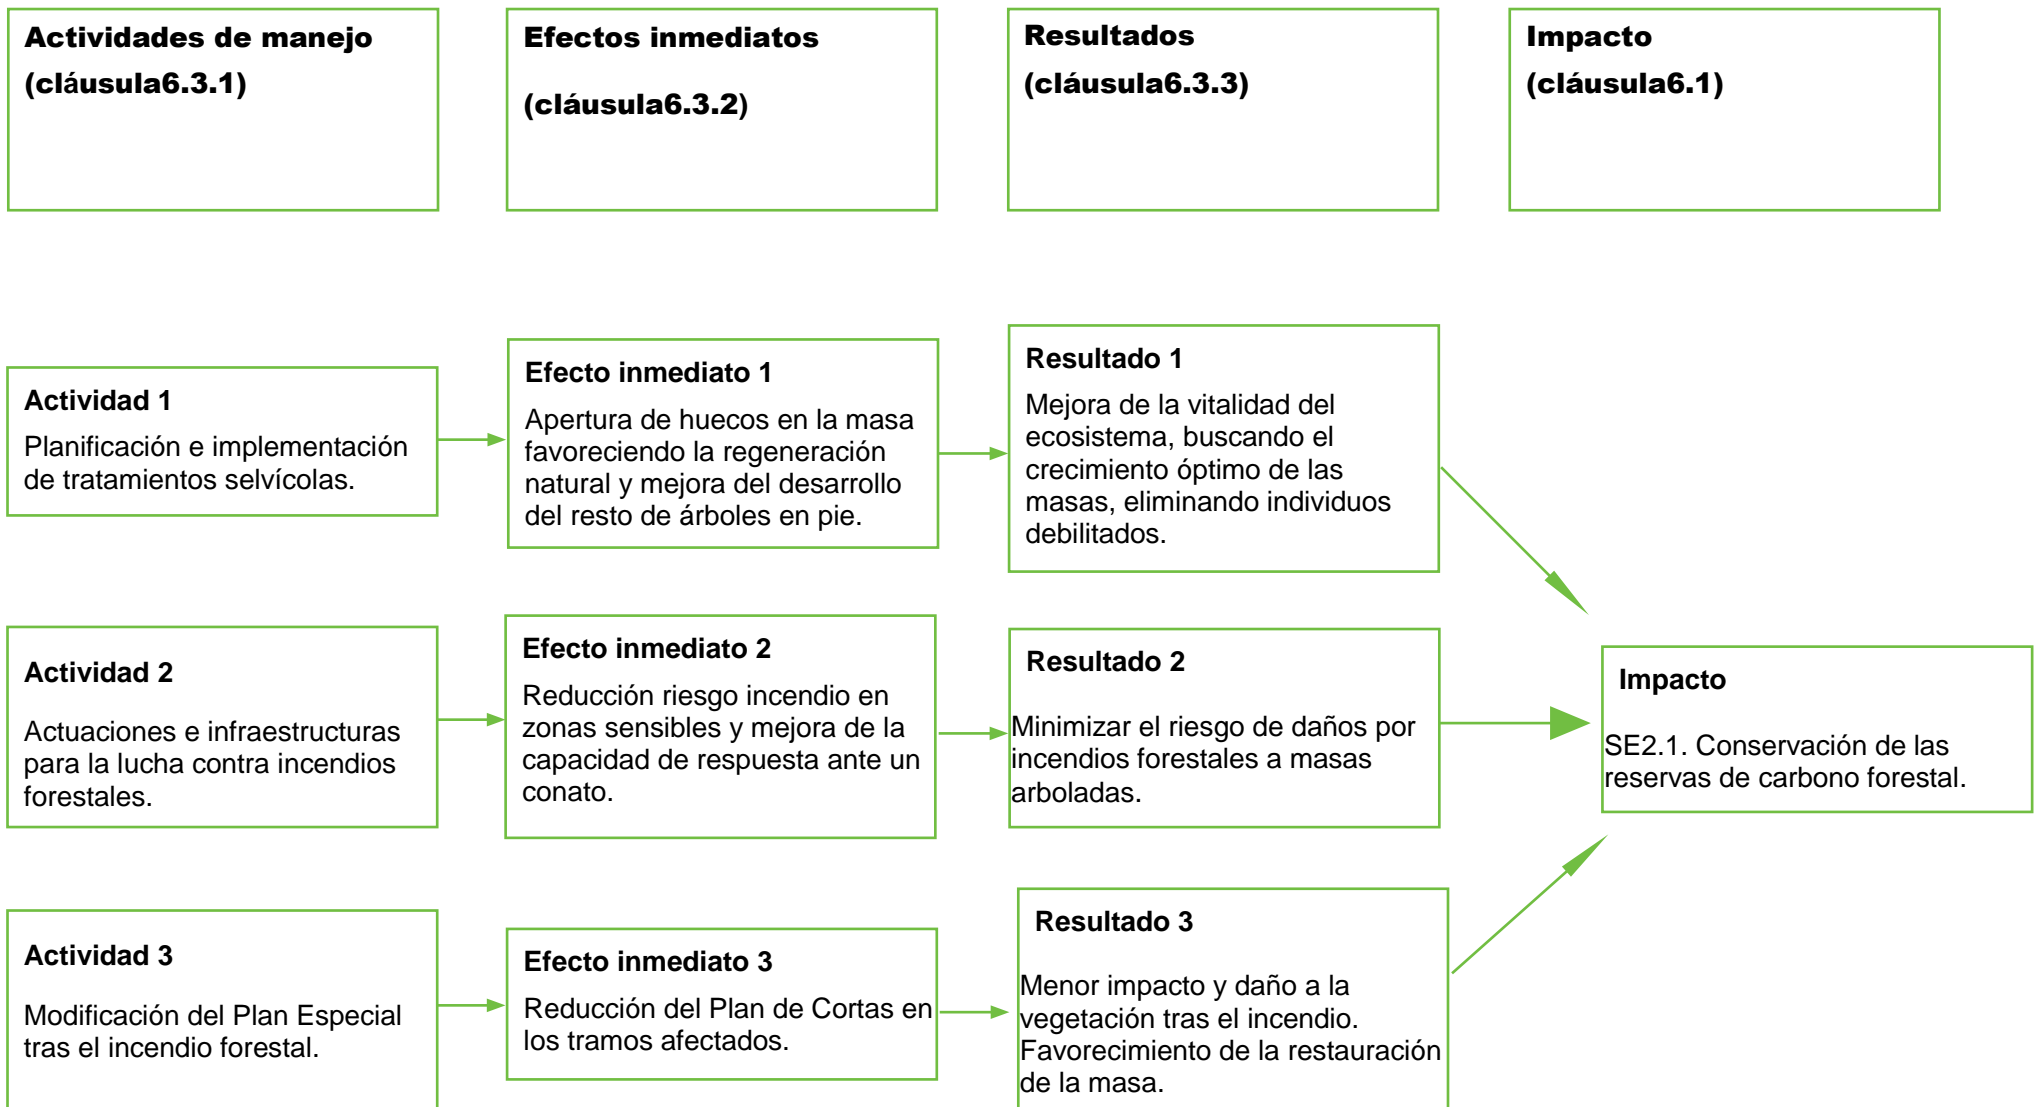 Actividades de manejo
(cláusula6.3.1)
Efectos inmediatos
(cláusula6.3.2)
Resultados
(cláusula6.3.3)
Impacto
(cláusula6.1)
Actividad 1
Planificación e implementación
de tratamientos selvícolas.
Efecto inmediato 1
Apertura de huecos en la masa
favoreciendo la regeneración
natural y mejora del desarrollo
del resto de árboles en pie.
Resultado 1
Mejora de la vitalidad del
ecosistema, buscando el
crecimiento óptimo de las
masas, eliminando individuos
debilitados.
Actividad 2
Actuaciones e infraestructuras
para la lucha contra incendios
forestales.
Efecto inmediato 2
Reducción riesgo incendio en
zonas sensibles y mejora de la
capacidad de respuesta ante un
conato.
Resultado 2
Minimizar el riesgo de daños por
incendios forestales a masas
arboladas.
Impacto
SE2.1. Conservación de las
reservas de carbono forestal.
Actividad 3
Modificación del Plan Especial
tras el incendio forestal.
Efecto inmediato 3
Reducción del Plan de Cortas en
los tramos afectados.
Resultado 3
Menor impacto y daño a la
vegetación tras el incendio.
Favorecimiento de la restauración
de la masa.